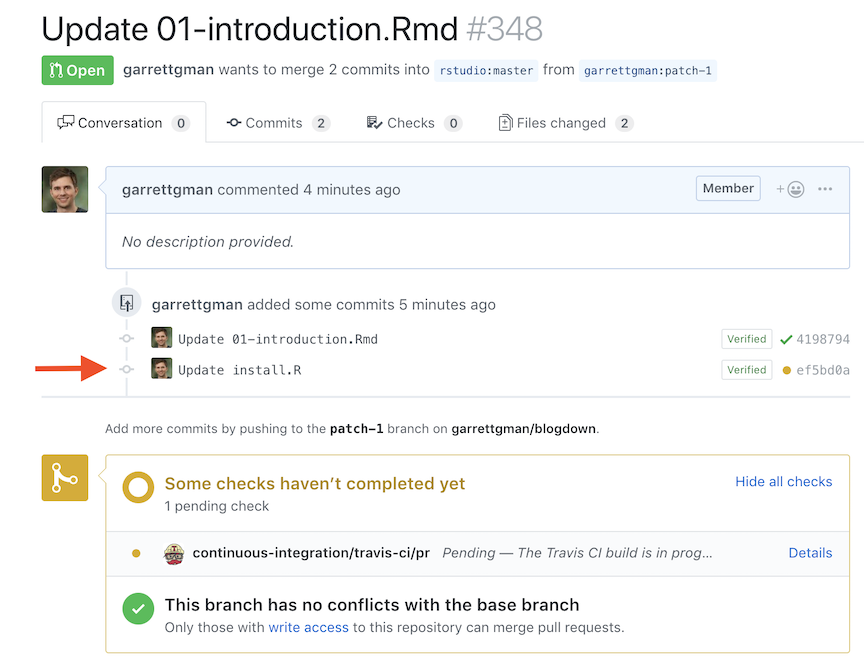 Update 01-introduction.Rmd #348
Open garrettgman wants to merge 2 commits into rstudio:master from garrettgman:patch-1
Conversation 0 Commits 2 Checks 0 Files changed 2
garrettgman commented 4 minutes ago Member
No description provided.
garrettgman added some commits 5 minutes ago
Update 01-introduction.Rmd Verified 4198794
Update install.R Verified ef5bd0a
Add more commits by pushing to the patch-1 branch on garrettgman/blogdown.
Some checks haven’t completed yet Hide all checks
1 pending check
continuous-integration/travis-ci/pr Pending — The Travis CI build is in prog... Details
This branch has no conflicts with the base branch
Only those with write access to this repository can merge pull requests.